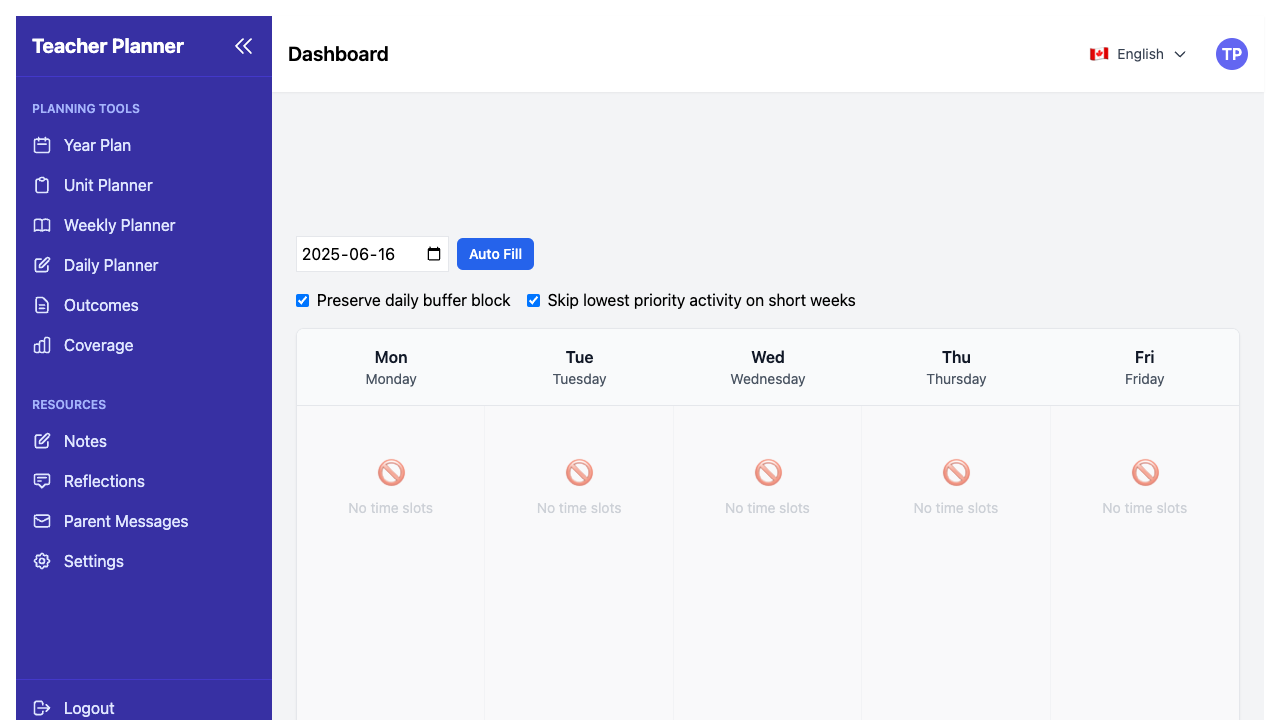 Teacher Planner
Dashboard
English
TP
PLANNING TOOLS
Year Plan
Unit Planner
Weekly Planner
Daily Planner
Outcomes
Coverage
RESOURCES
Notes
Reflections
Parent Messages
Settings
Logout
2025-06-16
Auto Fill
Preserve daily buffer block
Skip lowest priority activity on short weeks
Mon Tue Wed Thu Fri
Monday Tuesday Wednesday Thursday Friday
No time slots No time slots No time slots No time slots No time slots